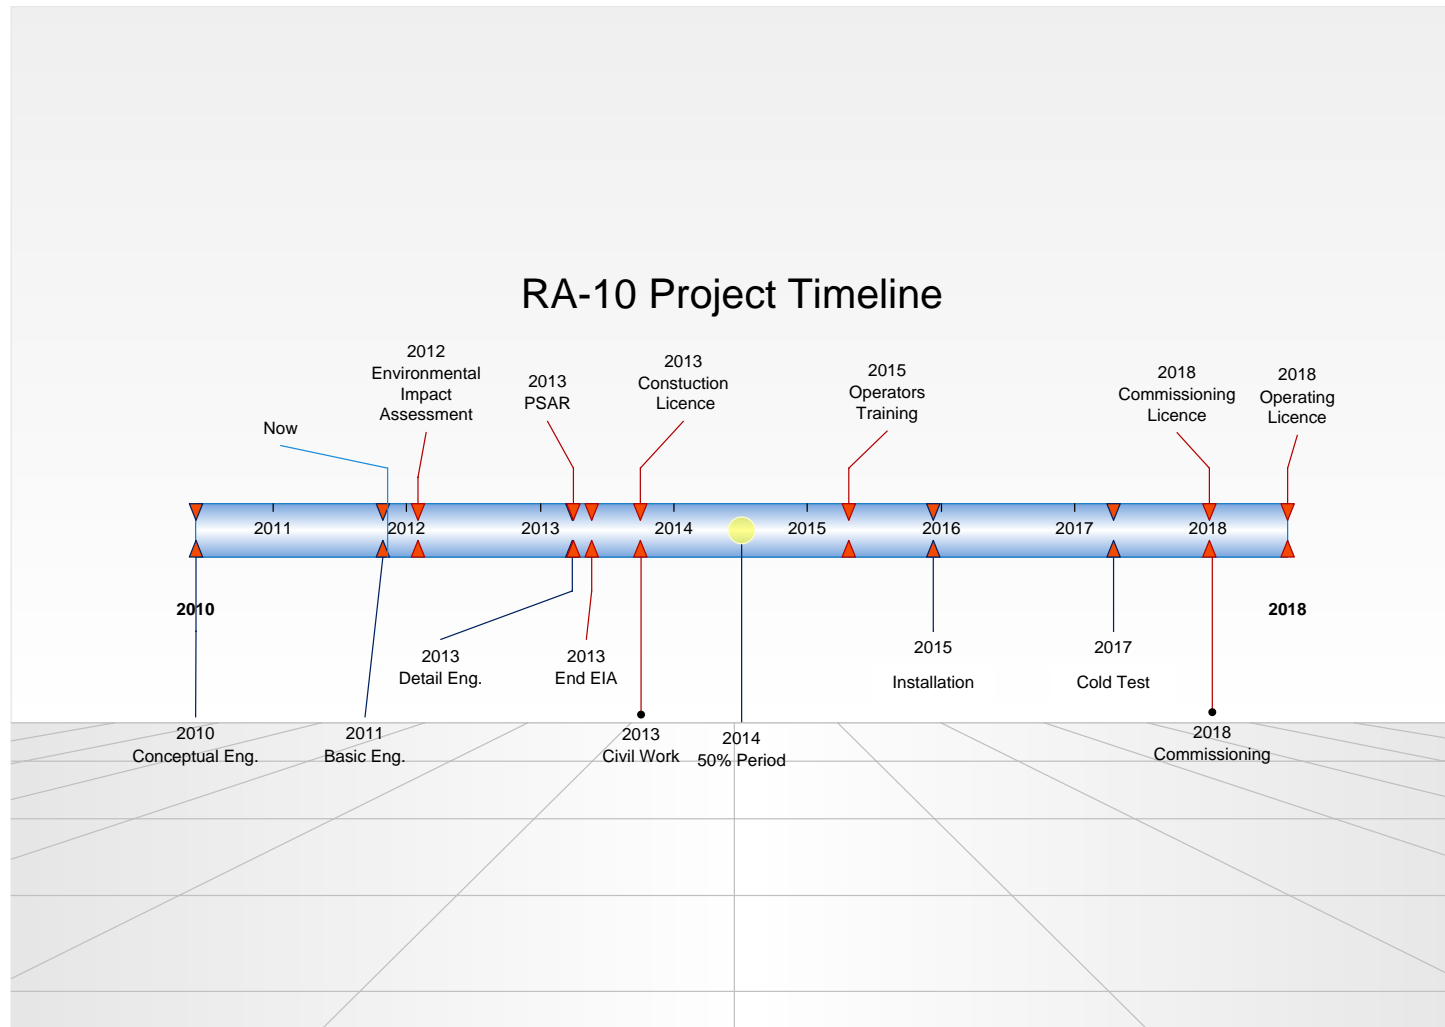 RA-10 Project Timeline
Now
2012
Environmental
Impact
Assessment
2013
PSAR
2013
Constuction
Licence
2015
Operators
Training
2018
Commissioning
Licence
2018
Operating
Licence
2011
2012
2013
2014
2015
2016
2017
2018
2010
2018
2013
Detail Eng.
2013
End EIA
2015
Installation
2017
Cold Test
2010
Conceptual Eng.
2011
Basic Eng.
2013
Civil Work
2014
50% Period
2018
Commissioning